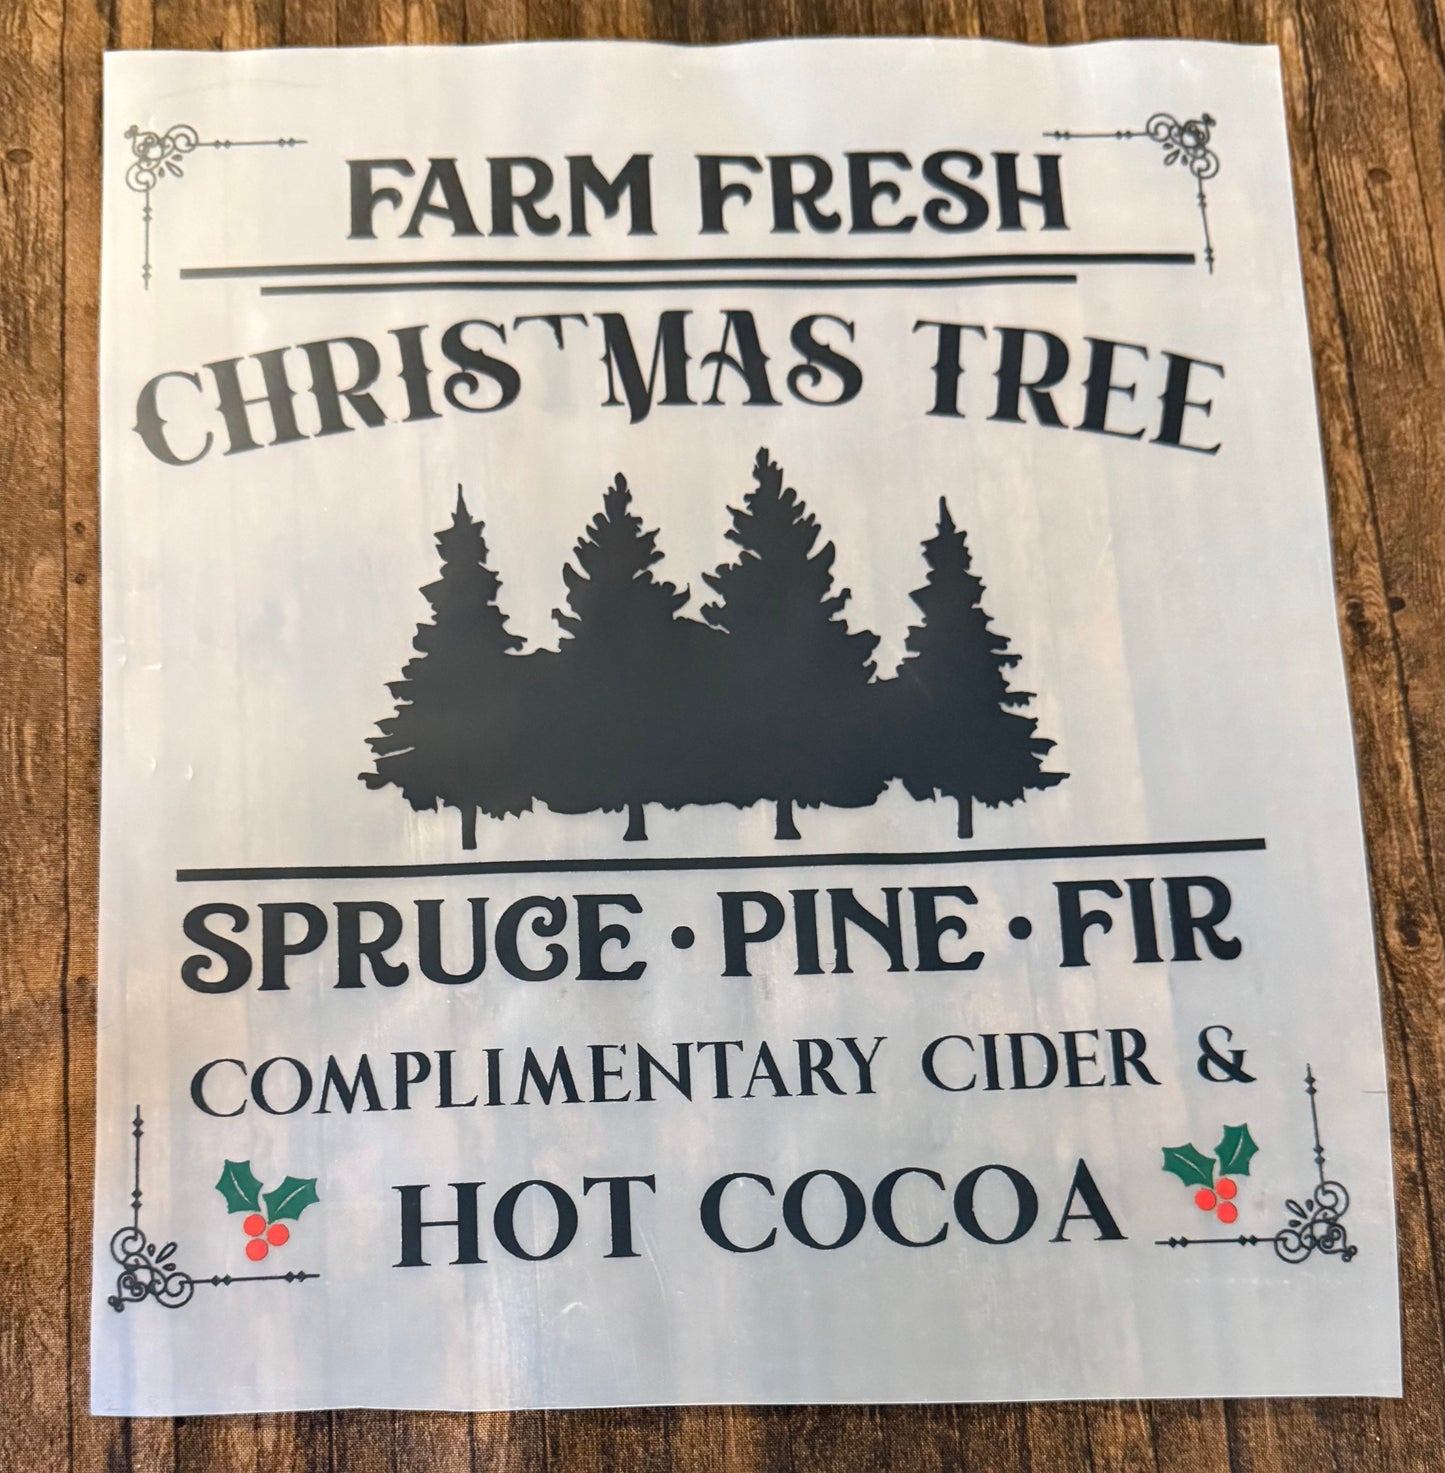 FARM FRESH
CHRISTMAS TREE
SPRUCE • PINE • FIR
COMPLIMENTARY CIDER &
HOT COCOA